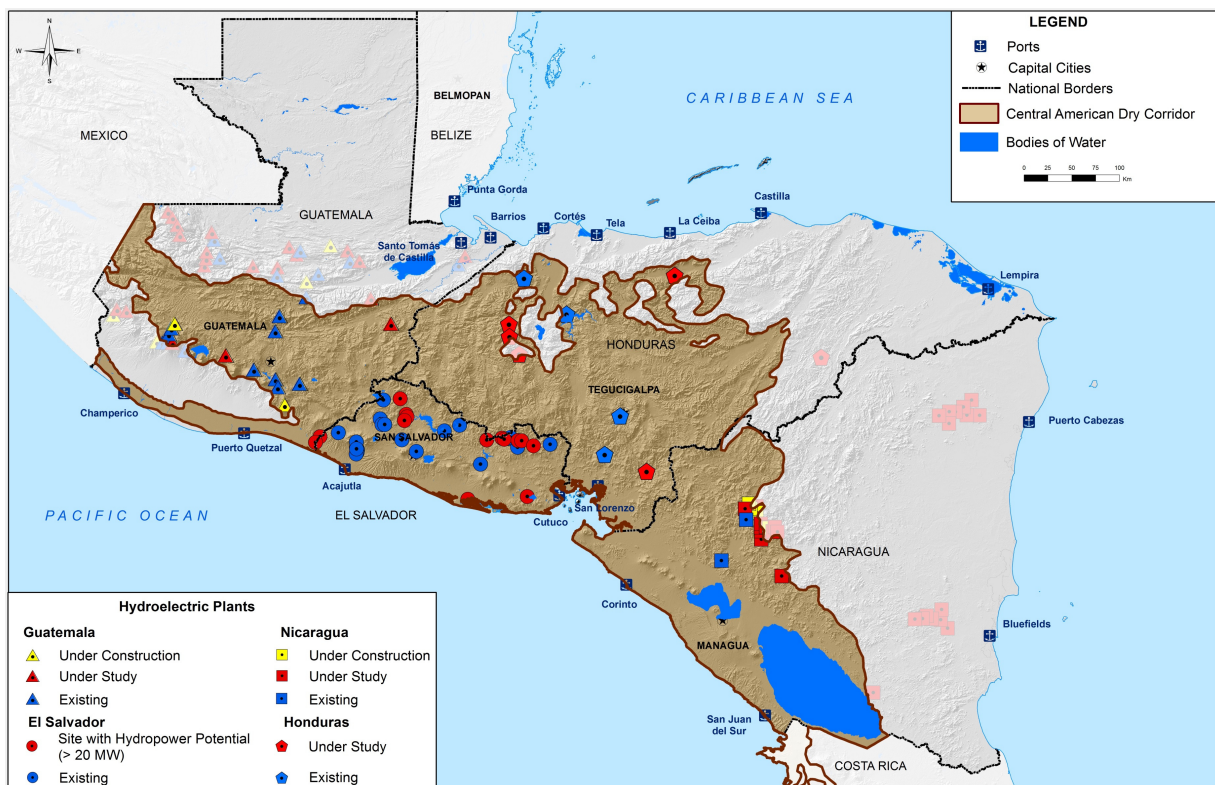 N
W E
S
LEGEND
Ports
Capital Cities
National Borders
Central American Dry Corridor
Bodies of Water
0 25 50 75 100
Km
CARIBBEAN SEA
BELMOPAN
MEXICO
BELIZE
Punta Gorda
GUATEMALA
Barrios
Cortés
Tela
La Ceiba
Castilla
Santo Tomás
de Castilla
Lempira
GUATEMALA
HONDURAS
TEGUCIGALPA
Champerico
Puerto Cabezas
Puerto Quetzal
SAN SALVADOR
Acajutla
PACIFIC OCEAN
EL SALVADOR
Cutuco
San Lorenzo
NICARAGUA
Corinto
MANAGUA
Bluefields
San Juan
del Sur
COSTA RICA
Hydroelectric Plants
Guatemala
Under Construction
Under Study
Existing
Nicaragua
Under Construction
Under Study
Existing
El Salvador
Site with Hydropower Potential
(> 20 MW)
Existing
Honduras
Under Study
Existing